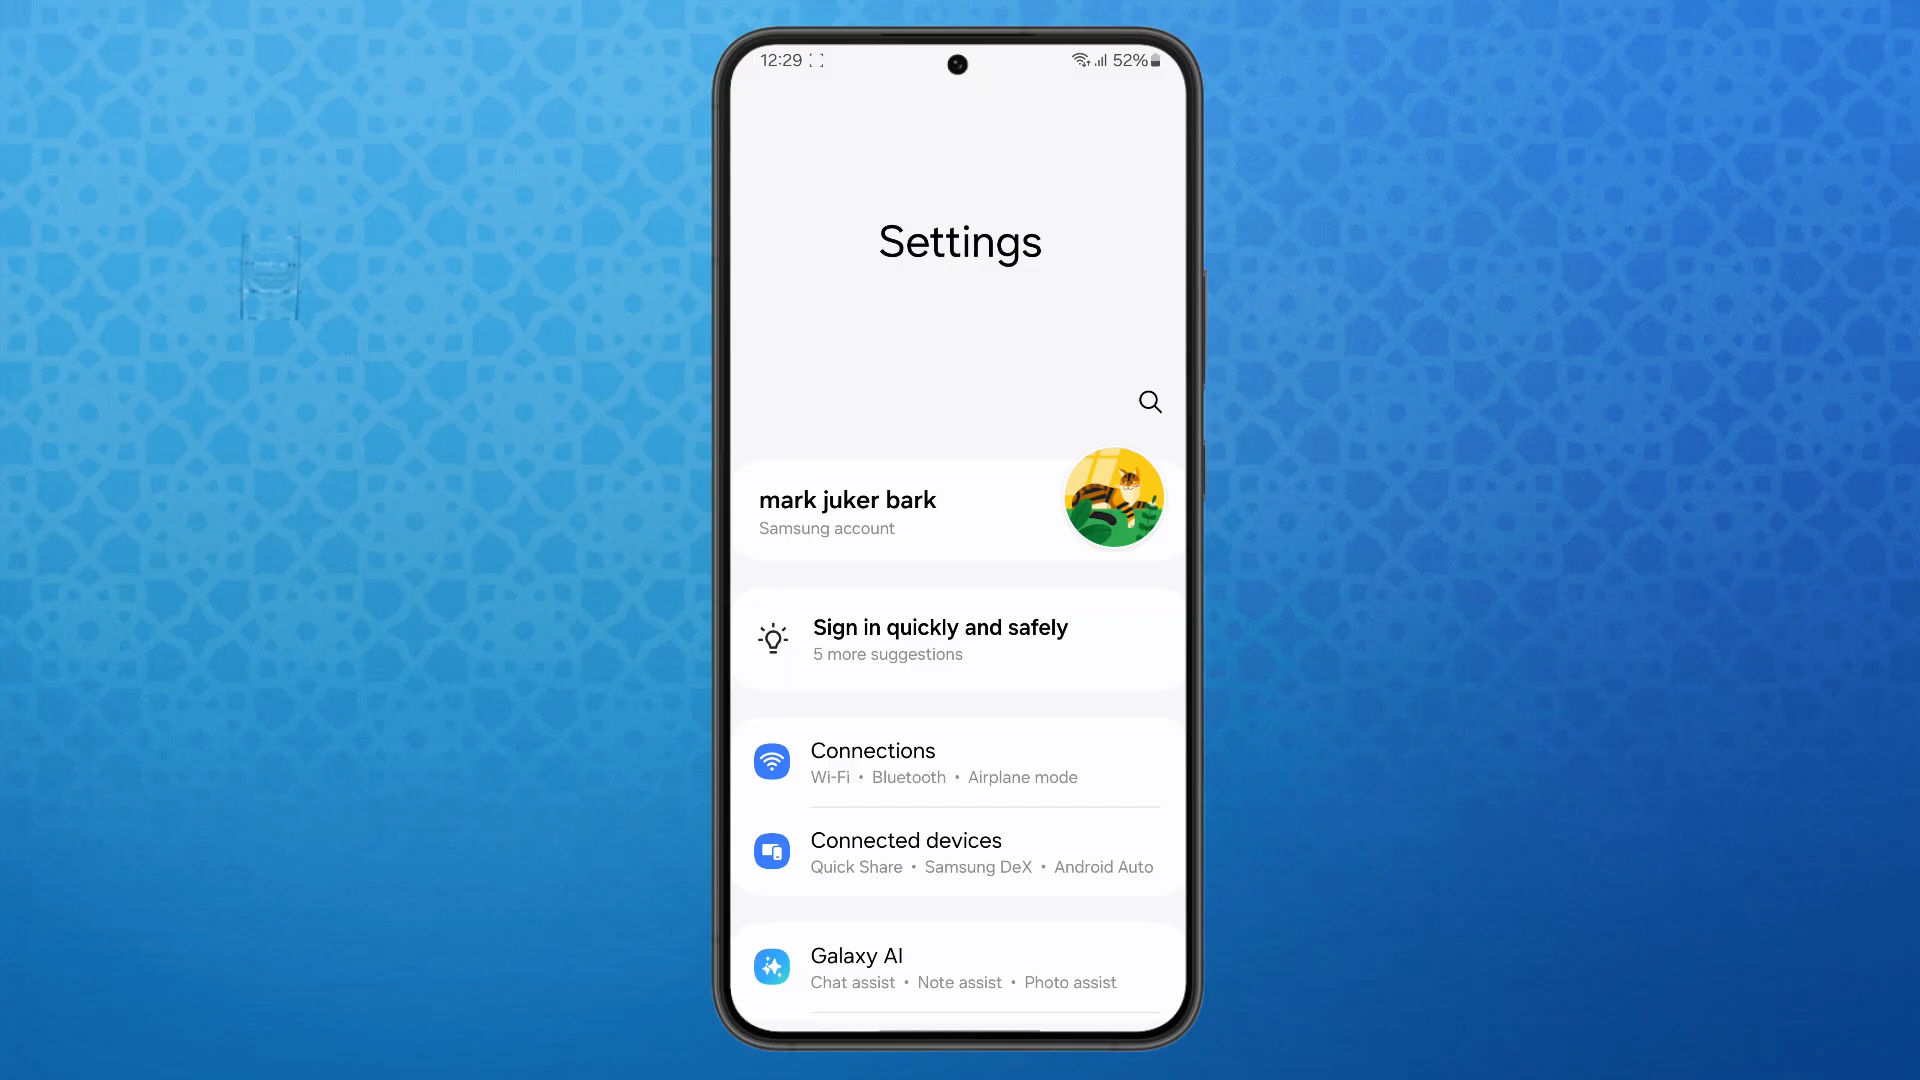 12:29
52%
Settings
mark juker bark
Samsung account
Sign in quickly and safely
5 more suggestions
Connections
Wi-Fi • Bluetooth • Airplane mode
Connected devices
Quick Share • Samsung DeX • Android Auto
Galaxy AI
Chat assist • Note assist • Photo assist